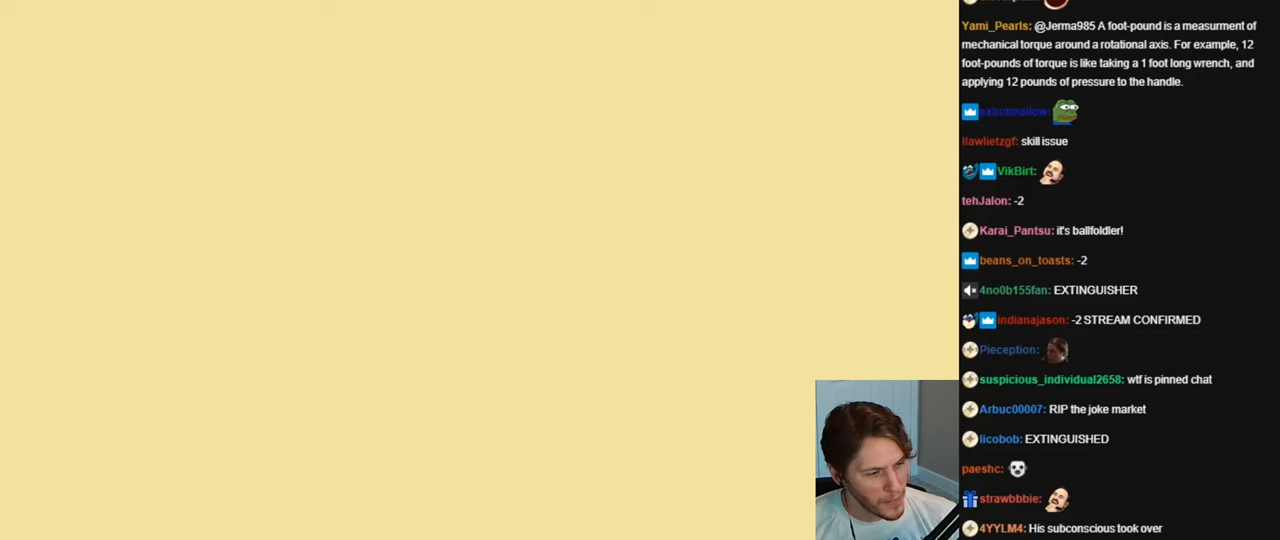 Yami_Pearls: @Jerma985 A foot-pound is a measurment of
mechanical torque around a rotational axis. For example, 12
foot-pounds of torque is like taking a 1 foot long wrench, and
applying 12 pounds of pressure to the handle.
exbotmallow:
llawlietzgf: skill issue
VikBirt:
tehJalon: -2
Karai_Pantsu: it's ballfoldler!
beans_on_toasts: -2
4no0b155fan: EXTINGUISHER
indianajason: -2 STREAM CONFIRMED
Pieception:
suspicious_individual2658: wtf is pinned chat
Arbuc00007: RIP the joke market
licobob: EXTINGUISHED
paeshc:
strawbbbie:
4YYLM4: His subconscious took over